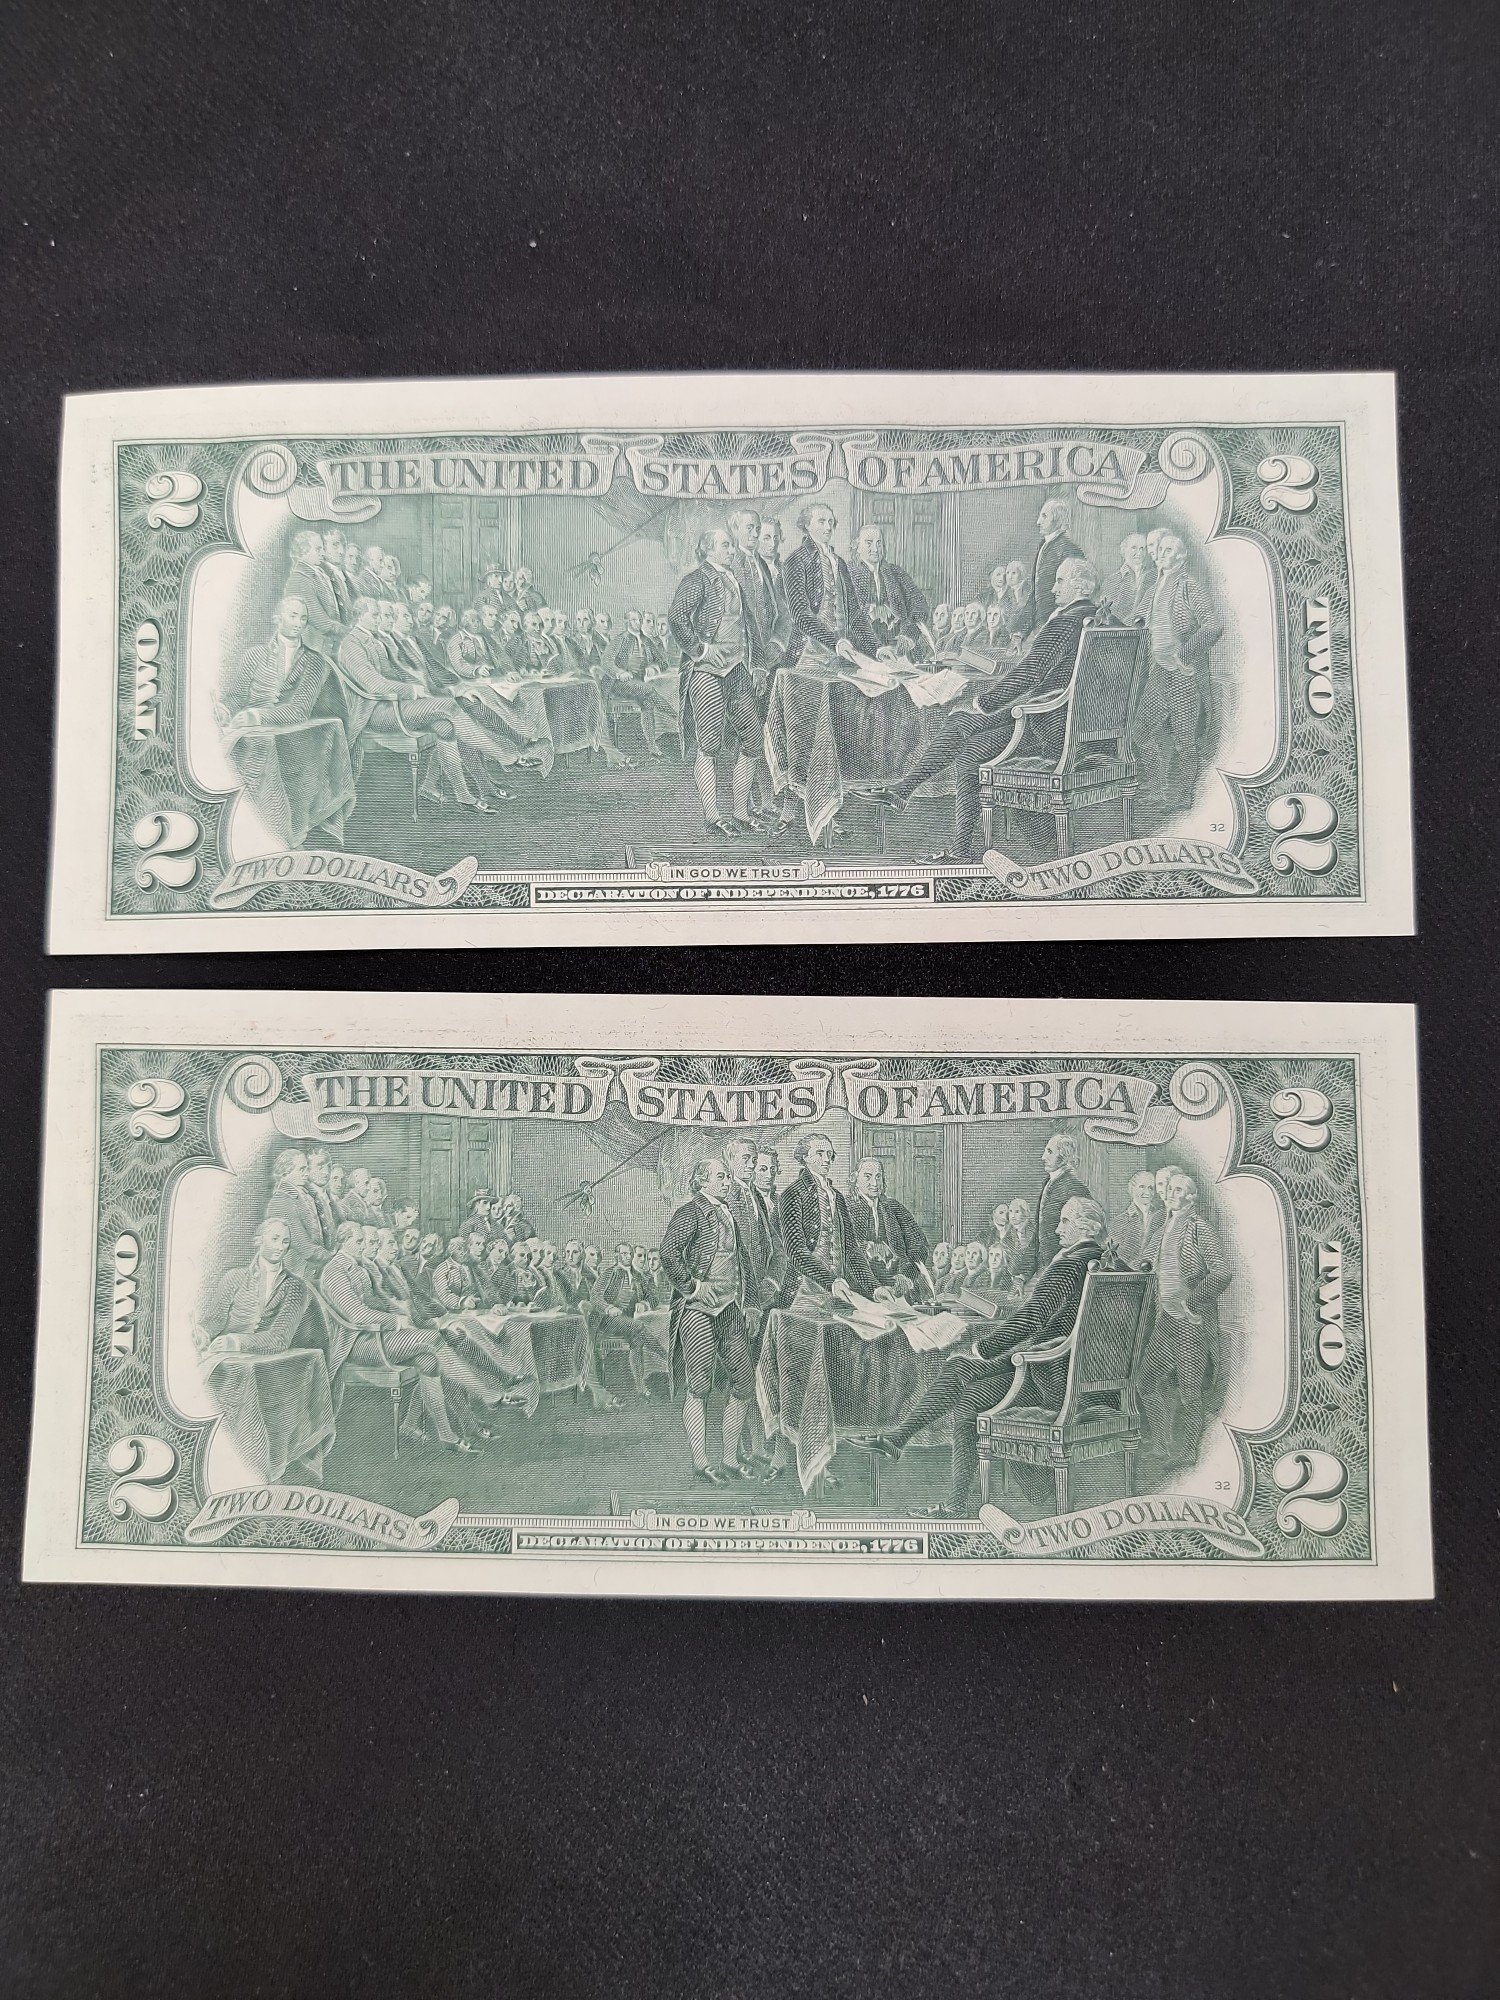 THE UNITED STATES OF AMERICA
2 2
TWO TWO
2 2
32
TWO DOLLARS TWO DOLLARS
IN GOD WE TRUST
DECLARATION OF INDEPENDENCE, 1776
THE UNITED STATES OF AMERICA
2 2
TWO TWO
2 2
32
TWO DOLLARS TWO DOLLARS
IN GOD WE TRUST
DECLARATION OF INDEPENDENCE, 1776